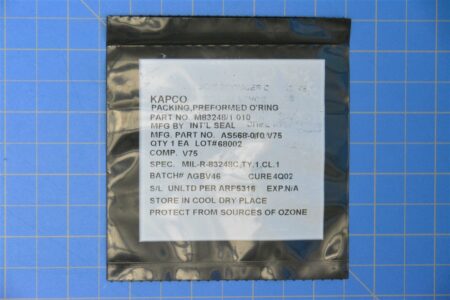 KAPCO
PACKING,PREFORMED O'RING
PART NO. M83248/1 010
MFG BY INT'L SEAL
MFG. PART NO. AS568-010 V75
QTY 1 EA LOT#68002
COMP. V75
SPEC. MIL-R-83248C,TY,1,CL.1
BATCH# AGBV46 CURE 4Q02
S/L UNLTD PER ARP5316 EXP.N/A
STORE IN COOL DRY PLACE
PROTECT FROM SOURCES OF OZONE